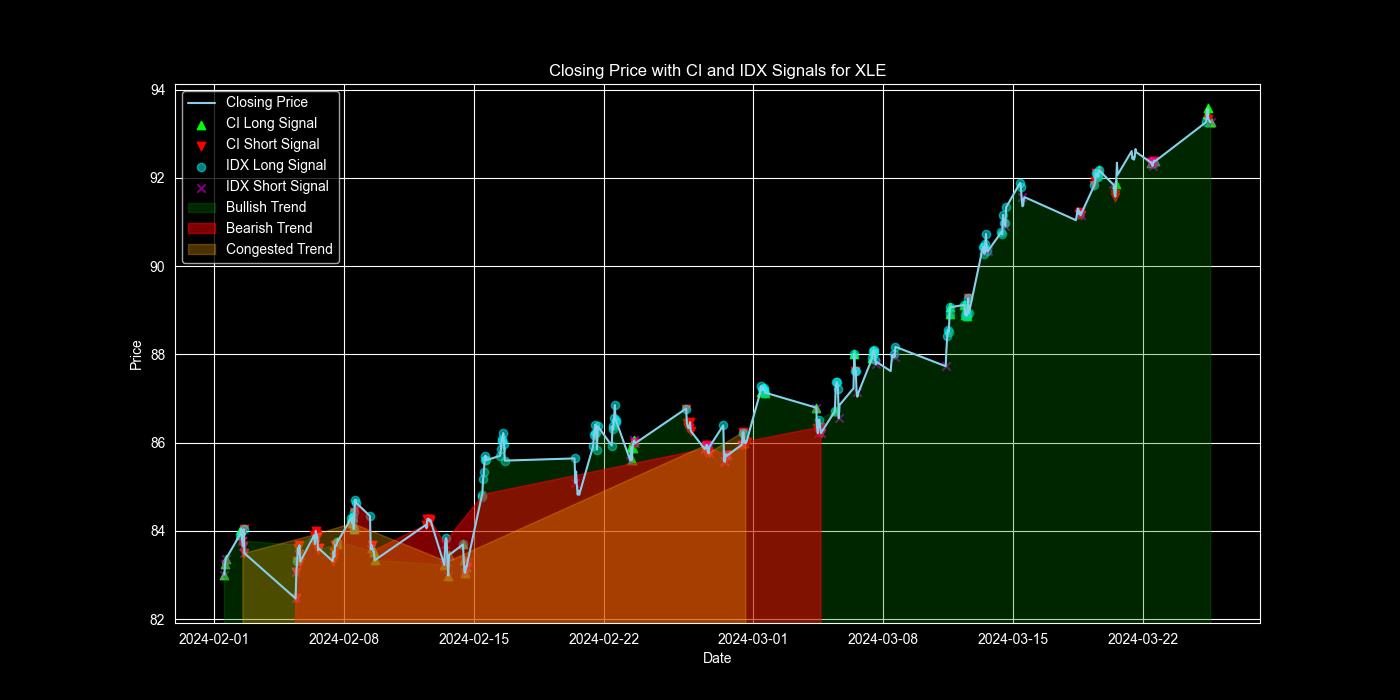 Closing Price with CI and IDX Signals for XLE
Closing Price
CI Long Signal
CI Short Signal
IDX Long Signal
IDX Short Signal
Bullish Trend
Bearish Trend
Congested Trend
94
92
90
88
86
84
82
Price
2024-02-01 2024-02-08 2024-02-15 2024-02-22 2024-03-01 2024-03-08 2024-03-15 2024-03-22
Date